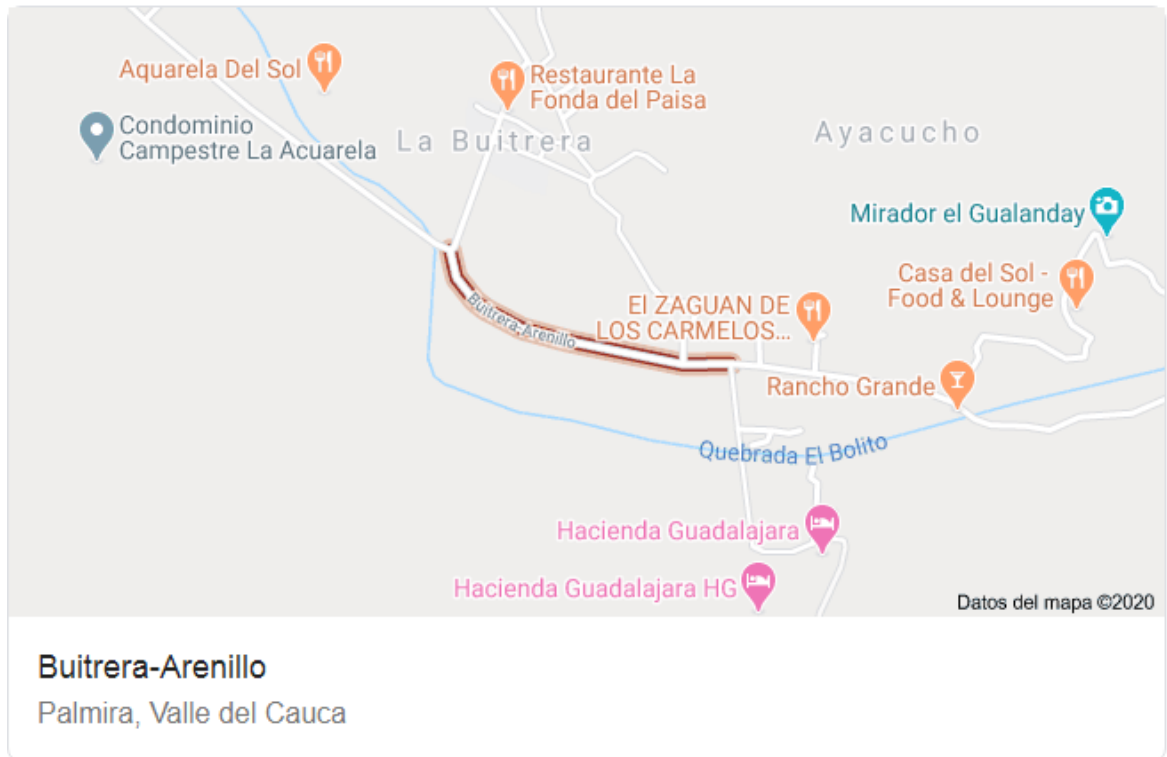 Aquarela Del Sol
Restaurante La
Fonda del Paisa
Condominio
Campestre La Acuarela
La Buitrera
Ayacucho
Mirador el Gualanday
Casa del Sol -
Food & Lounge
El ZAGUAN DE
LOS CARMELOS...
Buitrera-Arenillo
Rancho Grande
Quebrada El Bolito
Hacienda Guadalajara
Hacienda Guadalajara HG
Datos del mapa ©2020
Buitrera-Arenillo
Palmira, Valle del Cauca